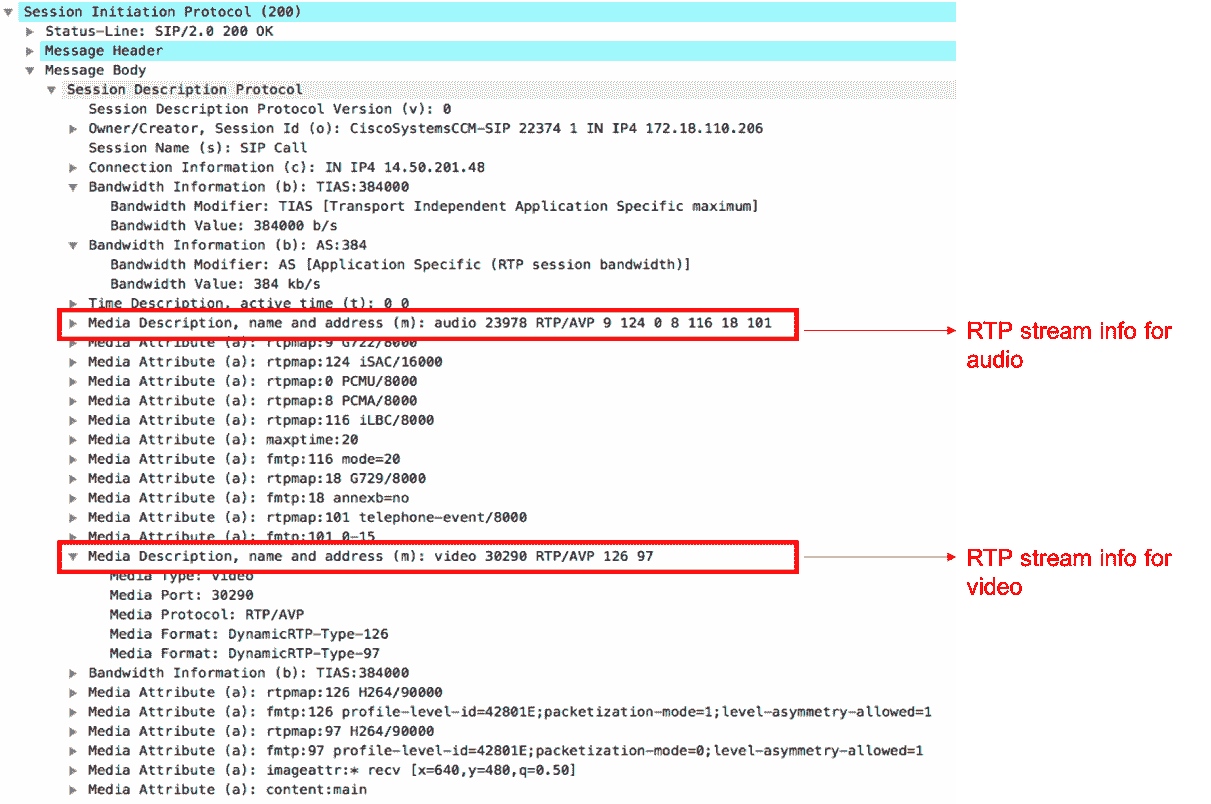 Session Initiation Protocol (200)
Status-Line: SIP/2.0 200 OK
Message Header
Message Body
Session Description Protocol
Session Description Protocol Version (v): 0
Owner/Creator, Session Id (o): CiscoSystemsCCM-SIP 22374 1 IN IP4 172.18.110.206
Session Name (s): SIP Call
Connection Information (c): IN IP4 14.50.201.48
Bandwidth Information (b): TIAS:384000
Bandwidth Modifier: TIAS [Transport Independent Application Specific maximum]
Bandwidth Value: 384000 b/s
Bandwidth Information (b): AS:384
Bandwidth Modifier: AS [Application Specific (RTP session bandwidth)]
Bandwidth Value: 384 kb/s
Time Description, active time (t): 0 0
Media Description, name and address (m): audio 23978 RTP/AVP 9 124 0 8 116 18 101
RTP stream info for
audio
Media Attribute (a): rtpmap:9 G722/8000
Media Attribute (a): rtpmap:124 iSAC/16000
Media Attribute (a): rtpmap:0 PCMU/8000
Media Attribute (a): rtpmap:8 PCMA/8000
Media Attribute (a): rtpmap:116 iLBC/8000
Media Attribute (a): maxptime:20
Media Attribute (a): fmtp:116 mode=20
Media Attribute (a): rtpmap:18 G729/8000
Media Attribute (a): fmtp:18 annexb=no
Media Attribute (a): rtpmap:101 telephone-event/8000
Media Attribute (a): fmtp:101 0-15
Media Description, name and address (m): video 30290 RTP/AVP 126 97
RTP stream info for
video
Media Type: video
Media Port: 30290
Media Protocol: RTP/AVP
Media Format: DynamicRTP-Type-126
Media Format: DynamicRTP-Type-97
Bandwidth Information (b): TIAS:384000
Media Attribute (a): rtpmap:126 H264/90000
Media Attribute (a): fmtp:126 profile-level-id=42801E;packetization-mode=1;level-asymmetry-allowed=1
Media Attribute (a): rtpmap:97 H264/90000
Media Attribute (a): fmtp:97 profile-level-id=42801E;packetization-mode=0;level-asymmetry-allowed=1
Media Attribute (a): imageattr:* recv [x=640,y=480,q=0.50]
Media Attribute (a): content:main